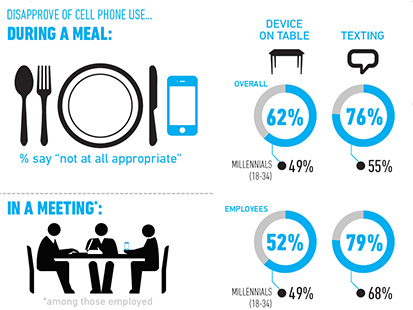 DISAPPROVE OF CELL PHONE USE...
DURING A MEAL:
DEVICE
ON TABLE
TEXTING
OVERALL
62%
76%
% say “not at all appropriate”
MILLENNIALS
(18-34)
49%
55%
IN A MEETING*:
EMPLOYEES
52%
79%
MILLENNIALS
(18-34)
49%
68%
*among those employed